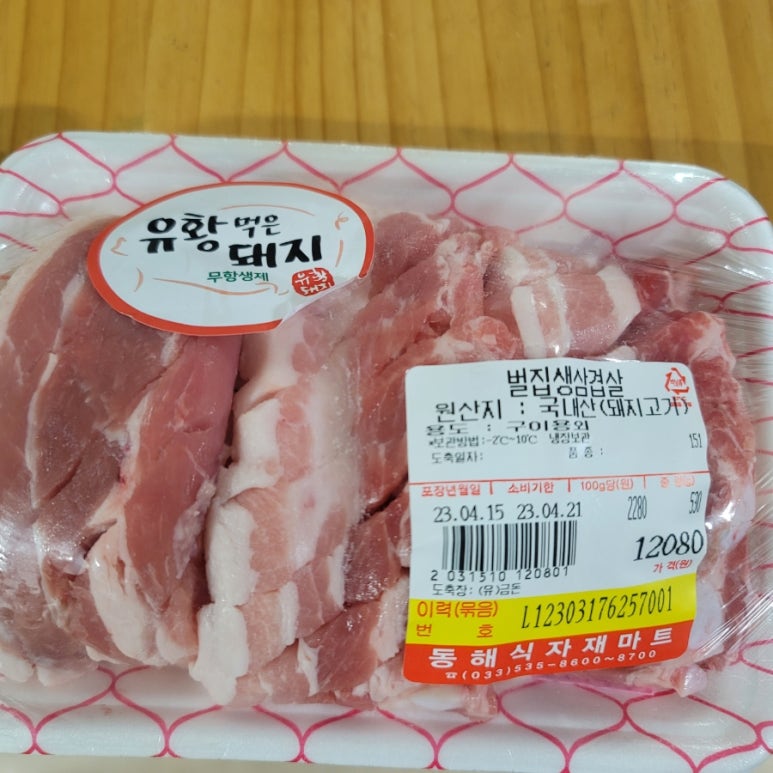 유황 먹은
돼지
무항생제
유황
돼지
벌집생삼겹살
원산지 : 국내산(돼지고기)
용도 : 구이용외
*보관방법:-2℃~10℃ 냉장보관
151
도축일자:
품종:
포장년월일
소비기한
100g당(원)
23.04.15
23.04.21
2280
530
12080
가격(원)
2 031510 120801
도축장: (유)금돈
이력(묶음)
번호
L12303176257001
동해식자재마트
☎(033)535-8600~8700